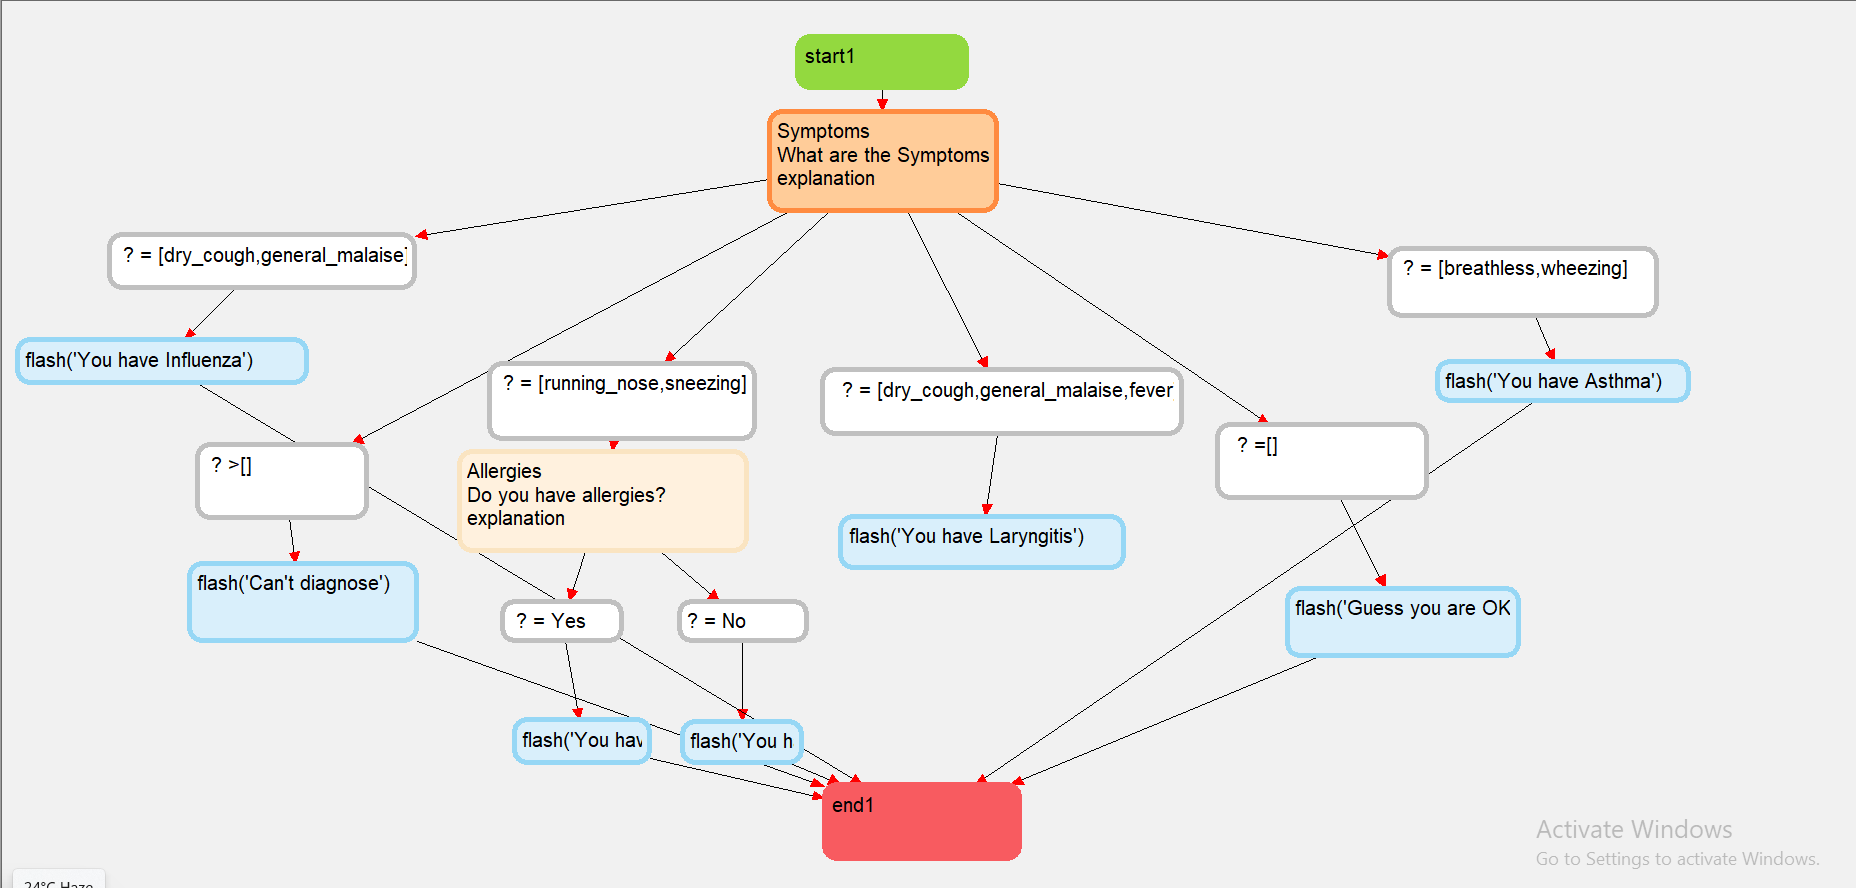 start1
Symptoms
What are the Symptoms
explanation
? = [dry_cough,general_malaise]
? = [breathless,wheezing]
flash('You have Influenza')
? = [running_nose,sneezing]
? = [dry_cough,general_malaise,fever
flash('You have Asthma')
? >[]
? =[]
Allergies
Do you have allergies?
explanation
flash('You have Laryngitis')
flash('Can't diagnose')
flash('Guess you are OK
? = Yes
? = No
flash('You hav
flash('You h
end1
Activate Windows
Go to Settings to activate Windows.
24°C Haze